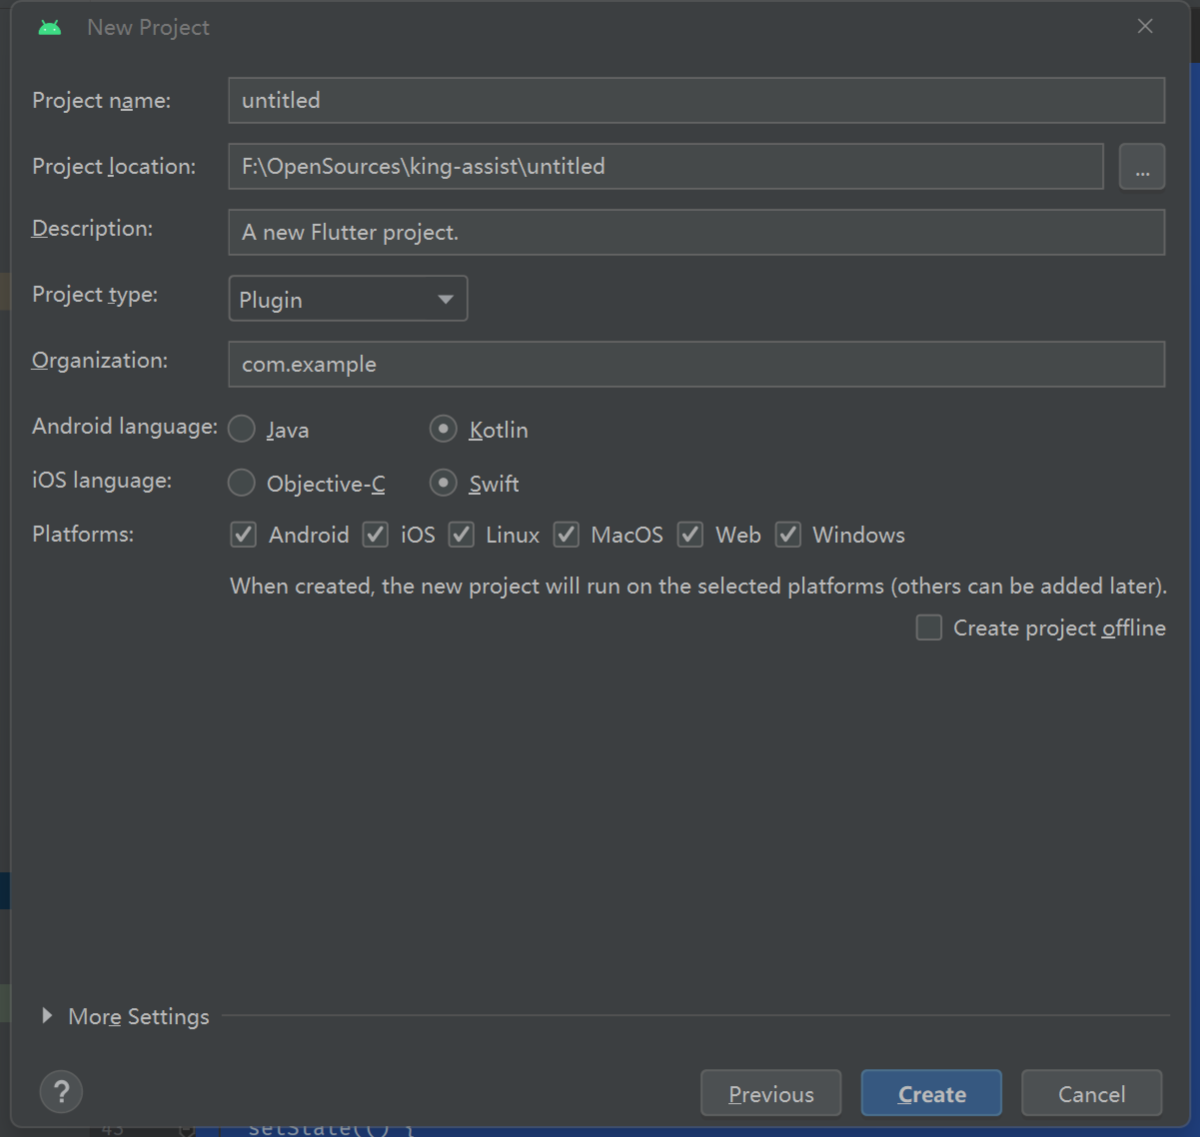 New Project
Project name: untitled
Project location: F:\OpenSources\king-assist\untitled ...
Description: A new Flutter project.
Project type: Plugin
Organization: com.example
Android language: Java Kotlin
iOS language: Objective-C Swift
Platforms: Android iOS Linux MacOS Web Windows
When created, the new project will run on the selected platforms (others can be added later).
Create project offline
More Settings
? Previous Create Cancel
43 setState(() {